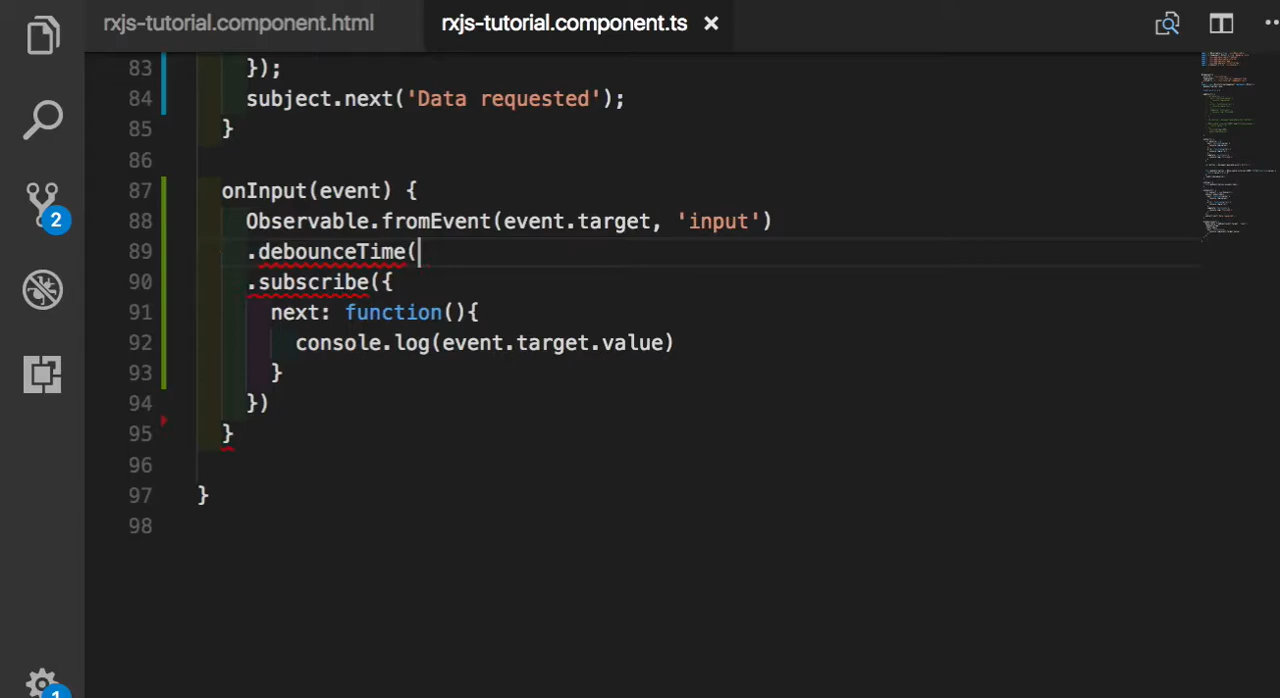 rxjs-tutorial.component.html rxjs-tutorial.component.ts
83 });
84 subject.next('Data requested');
85 }
86
87 onInput(event) {
88 Observable.fromEvent(event.target, 'input')
89 .debounceTime(
90 .subscribe({
91 next: function(){
92 console.log(event.target.value)
93 }
94 })
95 }
96
97 }
98
2
1